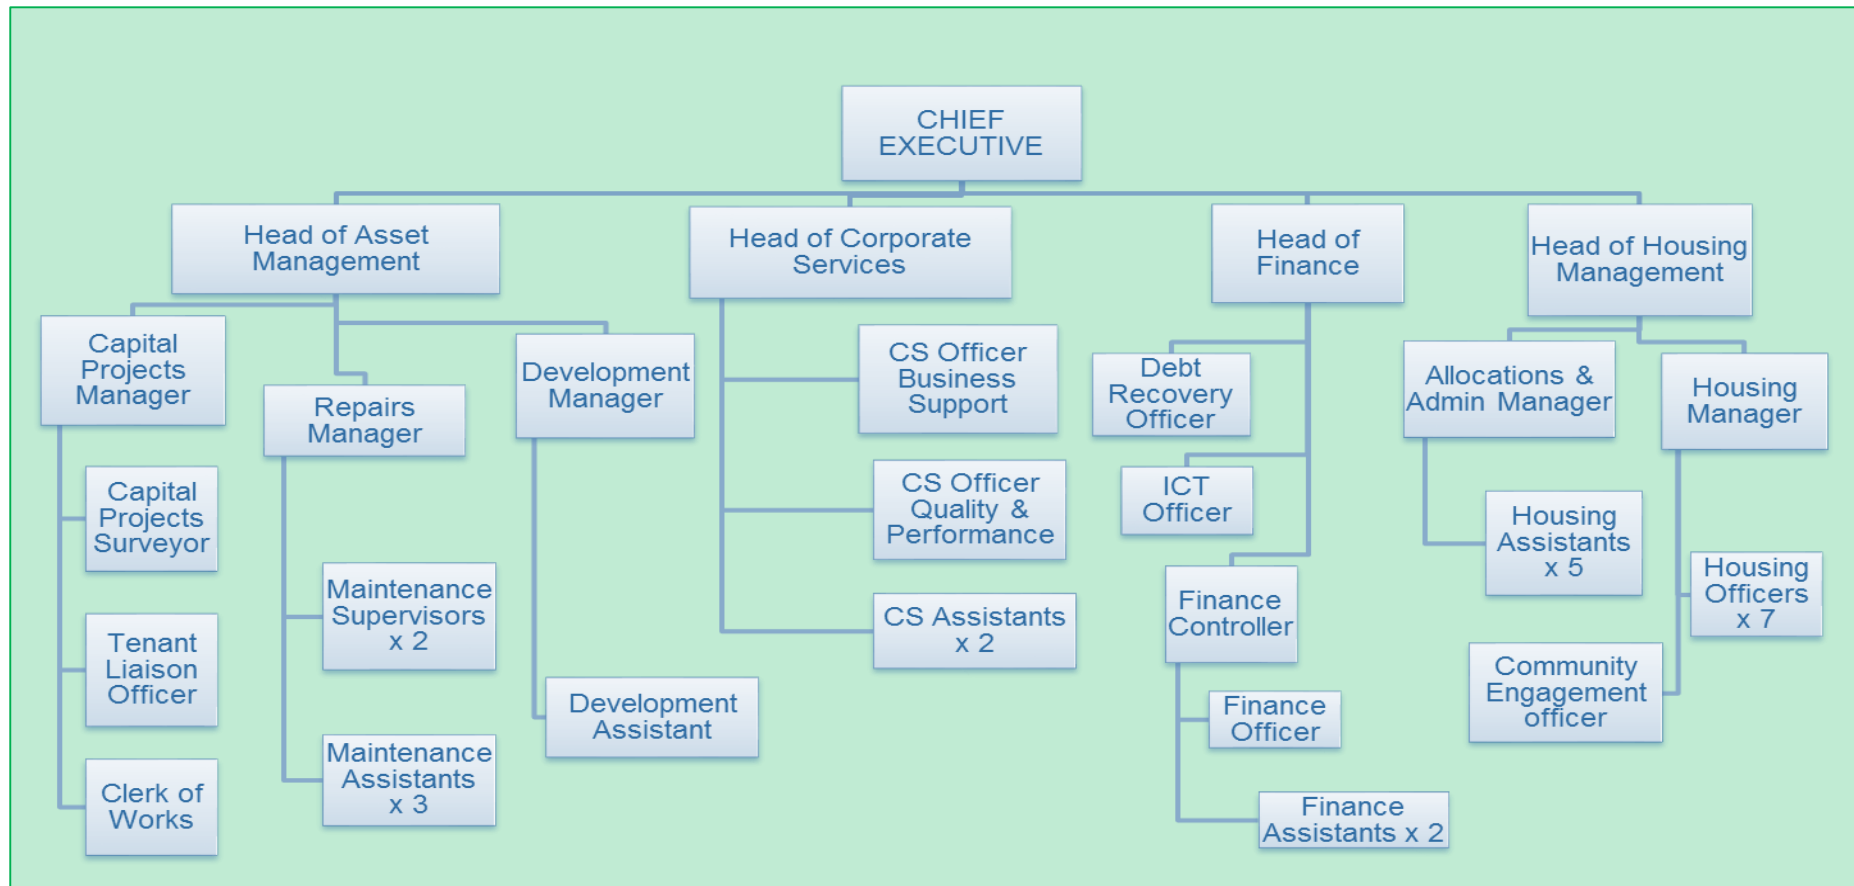 CHIEF
EXECUTIVE
Head of Asset
Management
Head of Corporate
Services
Head of
Finance
Head of Housing
Management
Capital
Projects
Manager
Repairs
Manager
Development
Manager
CS Officer
Business
Support
Debt
Recovery
Officer
Allocations &
Admin Manager
Housing
Manager
Capital
Projects
Surveyor
CS Officer
Quality &
Performance
ICT
Officer
Housing
Assistants
x 5
Housing
Officers
x 7
Maintenance
Supervisors
x 2
Tenant
Liaison
Officer
CS Assistants
x 2
Finance
Controller
Community
Engagement
officer
Development
Assistant
Finance
Officer
Maintenance
Assistants
x 3
Clerk of
Works
Finance
Assistants x 2